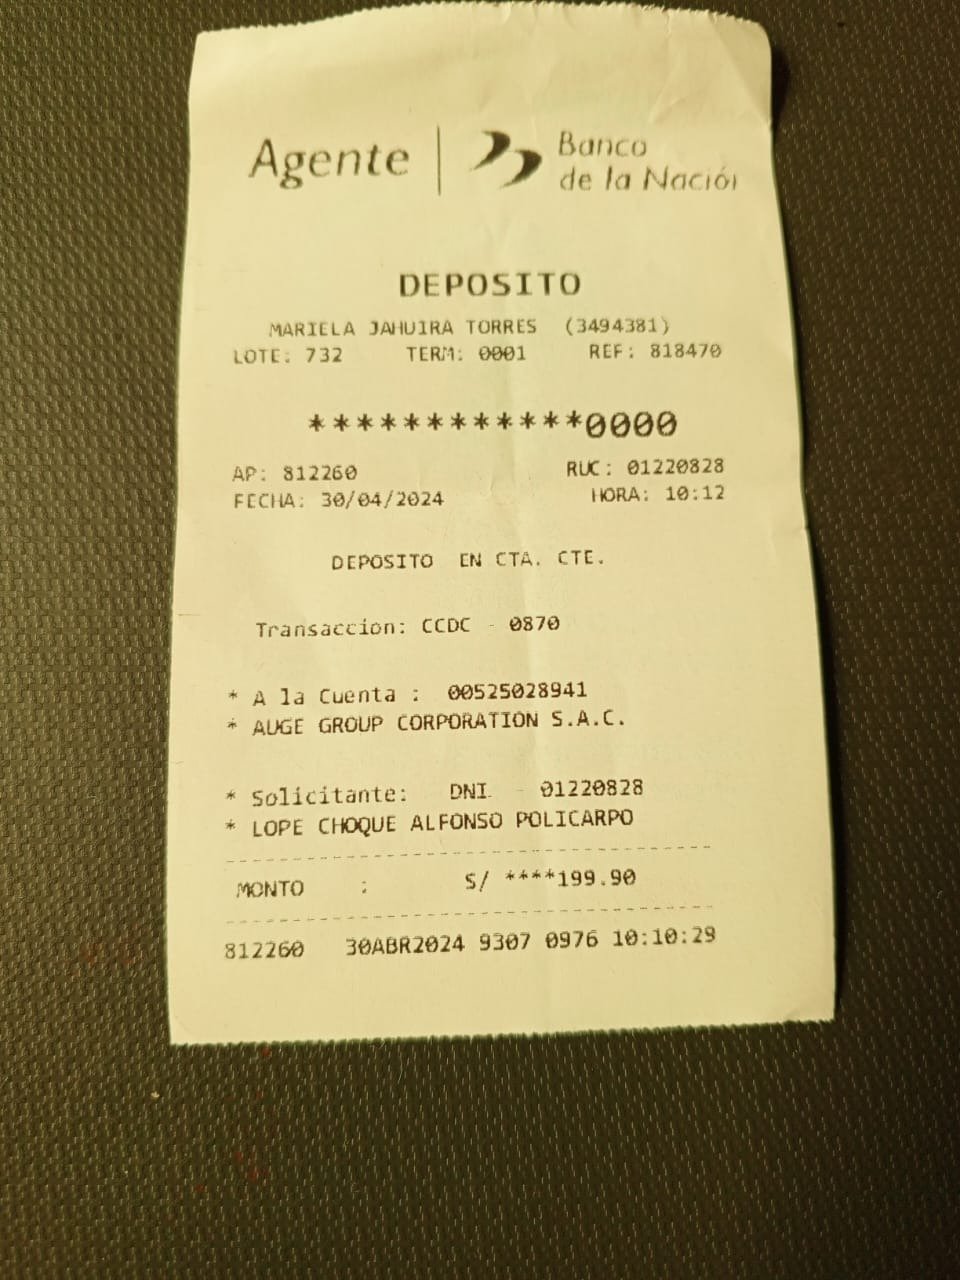 Agente
Banco
de la Nación
DEPOSITO
MARIELA JAHUIRA TORRES (3494381)
LOTE: 732 TERM: 0001 REF: 818470
************0000
AP: 812260 RUC: 01220828
FECHA: 30/04/2024 HORA: 10:12
DEPOSITO EN CTA. CTE.
Transaccion: CCDC - 0870
* A la Cuenta : 00525028941
* AUGE GROUP CORPORATION S.A.C.
* Solicitante: DNI - 01220828
* LOPE CHOQUE ALFONSO POLICARPO
MONTO : S/ ****199.90
812260 30ABR2024 9307 0976 10:10:29